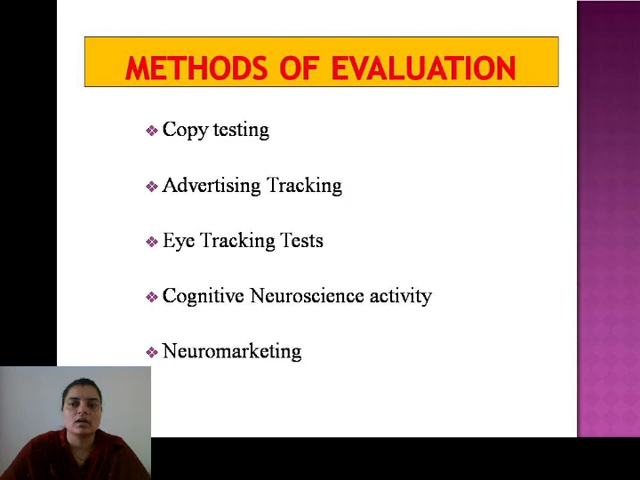 METHODS OF EVALUATION
Copy testing
Advertising Tracking
Eye Tracking Tests
Cognitive Neuroscience activity
Neuromarketing